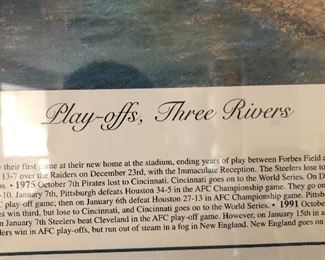 Play-offs, Three Rivers
their first game at their new home at the stadium, ending years of play between Forbes Field
13-7 over the Raiders on December 23rd, with the Immaculate Reception. The Steelers lose to
s. • 1975 October 7th Pirates lost to Cincinnati. Cincinnati goes on to the World Series. On D
-10. January 7th, Pittsburgh defeats Houston 34-5 in the AFC Championship game. They go on
C play-off game; then on January 6th defeat Houston 27-13 in AFC Championship game. Pittsb
es win third, but lose to Cincinnati, and Cincinnati goes on to the World Series. • 1991 October
on January 7th Steelers beat Cleveland in the AFC play-off game. However, on January 15th in a
lers win in AFC play-offs, but run out of steam in a fog in New England. New England goes on